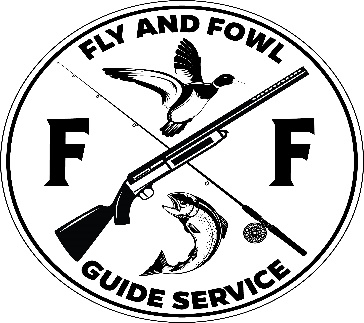 FLY AND FOWL
F F
GUIDE SERVICE